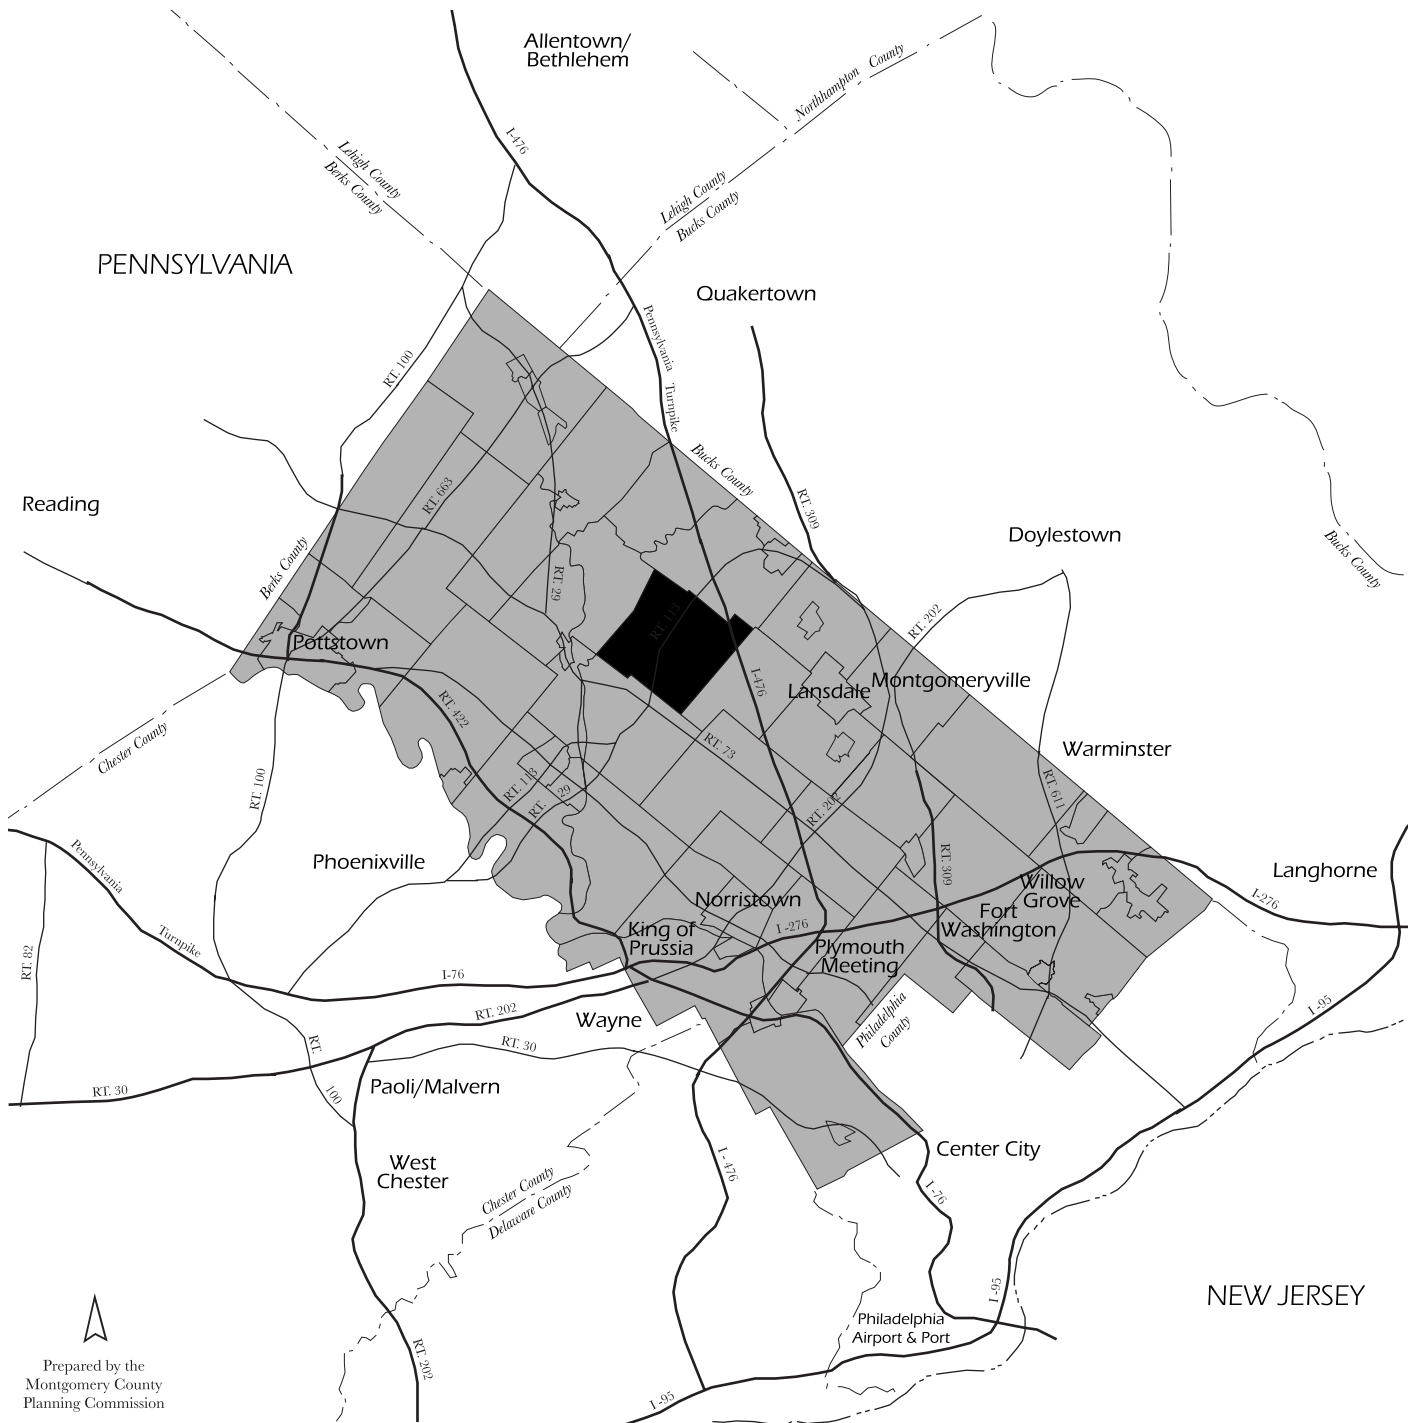 Allentown/
Bethlehem
Northhampton County
I-476
Lehigh County
Berks County
Lehigh County
Bucks County
PENNSYLVANIA
Quakertown
Pennsylvania Turnpike
RT. 100
Bucks County
RT. 663
RT. 309
Reading
Doylestown
Bucks County
Berks County
RT. 29
RT. 113
RT. 202
Pottstown
I-476
Lansdale
Montgomeryville
RT. 422
Chester County
RT. 73
Warminster
RT. 100
RT. 113
RT. 29
RT. 202
RT. 611
Pennsylvania
Turnpike
Phoenixville
RT. 309
Langhorne
Willow
Grove
I-276
Norristown
Fort
Washington
I-276
King of
Prussia
Plymouth
Meeting
RT. 82
I-76
RT. 202
Wayne
Philadelphia
County
I-95
RT. 100
RT. 30
RT. 30
Paoli/Malvern
West
Chester
Center City
I-476
I-76
Chester County
Delaware County
I-95
NEW JERSEY
Philadelphia
Airport & Port
RT. 202
I-95
Prepared by the
Montgomery County
Planning Commission